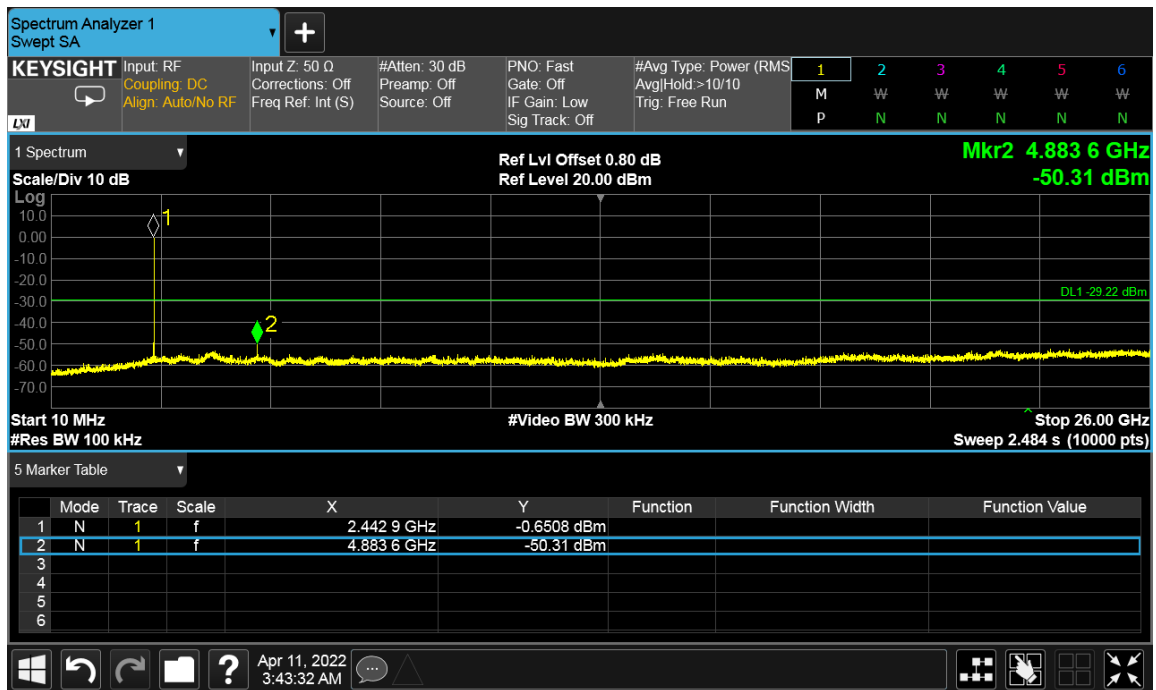 Spectrum Analyzer 1
Swept SA
+
KEYSIGHT
Input: RF
Coupling: DC
Align: Auto/No RF
Input Z: 50 Ω
Corrections: Off
Freq Ref: Int (S)
#Atten: 30 dB
Preamp: Off
Source: Off
PNO: Fast
Gate: Off
IF Gain: Low
Sig Track: Off
#Avg Type: Power (RMS
Avg|Hold:>10/10
Trig: Free Run
1 2 3 4 5 6
M W W W W W
P N N N N N
LXI
1 Spectrum
Scale/Div 10 dB
Ref Lvl Offset 0.80 dB
Ref Level 20.00 dBm
Mkr2 4.883 6 GHz
-50.31 dBm
Log
10.0
0.00
-10.0
-20.0
-30.0
-40.0
-50.0
-60.0
-70.0
1
2
DL1 -29.22 dBm
Start 10 MHz
#Res BW 100 kHz
#Video BW 300 kHz
Stop 26.00 GHz
Sweep 2.484 s (10000 pts)
5 Marker Table
Mode Trace Scale X Y Function Function Width Function Value
1 N 1 f 2.442 9 GHz -0.6508 dBm
2 N 1 f 4.883 6 GHz -50.31 dBm
3
4
5
6
?
Apr 11, 2022
3:43:32 AM